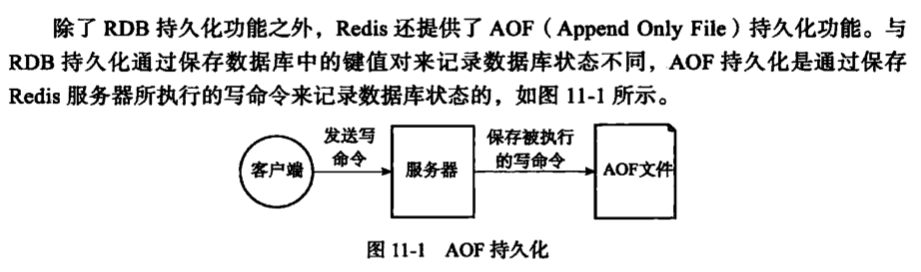 除了 RDB 持久化功能之外，Redis 还提供了 AOF（Append Only File）持久化功能。与
RDB 持久化通过保存数据库中的键值对来记录数据库状态不同，AOF 持久化是通过保存
Redis 服务器所执行的写命令来记录数据库状态的，如图 11-1 所示。
客户端
发送写
命令
服务器
保存被执行
的写命令
AOF文件
图 11-1 AOF 持久化